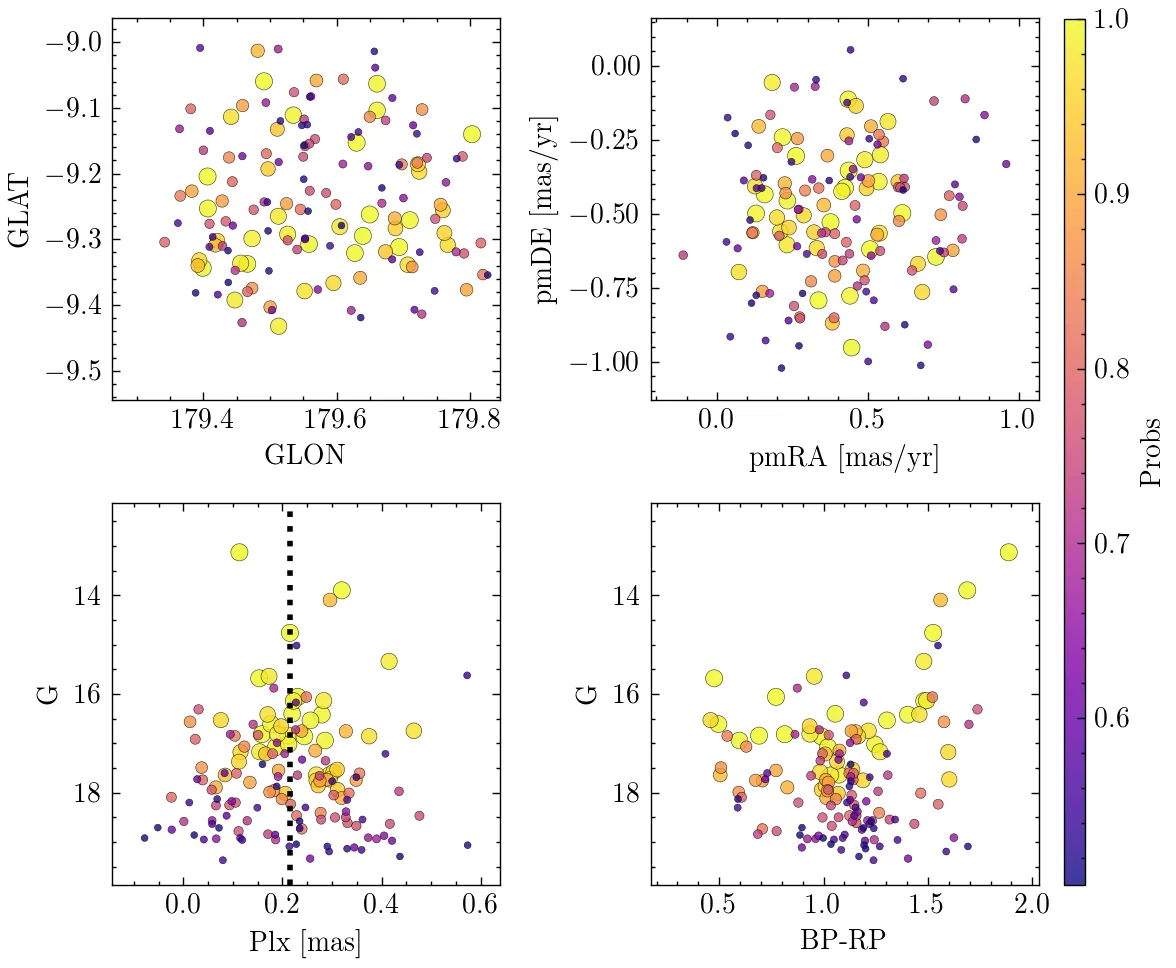 −9.0
−9.1
−9.2
−9.3
−9.4
−9.5
GLAT
179.4 179.6 179.8
GLON
0.00
−0.25
−0.50
−0.75
−1.00
pmDE [mas/yr]
0.0 0.5 1.0
pmRA [mas/yr]
14
16
18
G
0.0 0.2 0.4 0.6
Plx [mas]
14
16
18
G
0.5 1.0 1.5 2.0
BP-RP
1.0
0.9
0.8
0.7
0.6
Probs